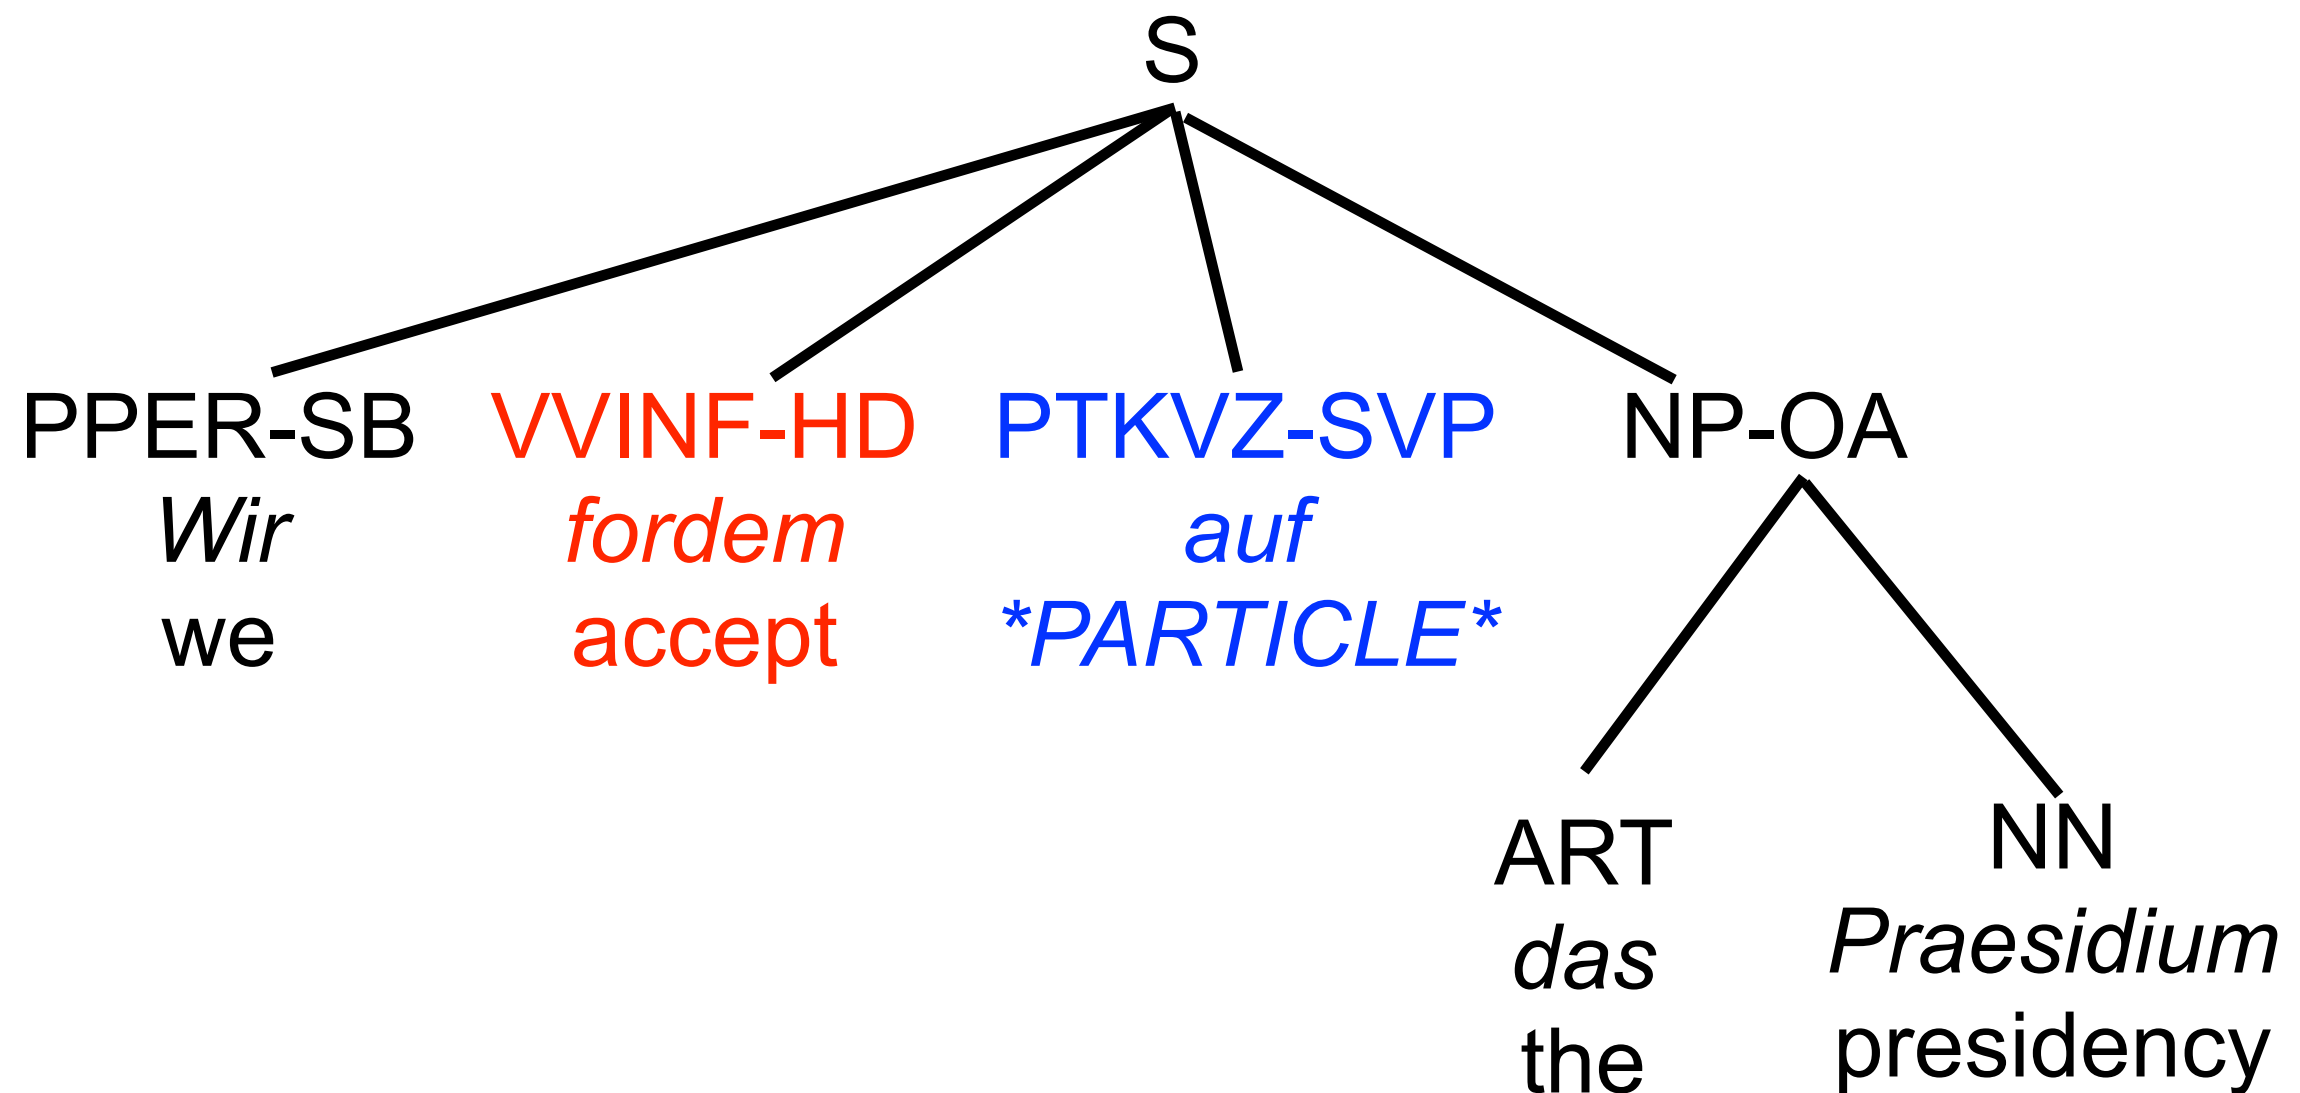 S
PPER-SB VVINF-HD PTKVZ-SVP NP-OA
Wir fordem auf
we accept *PARTICLE*
ART NN
das Praesidium
the presidency